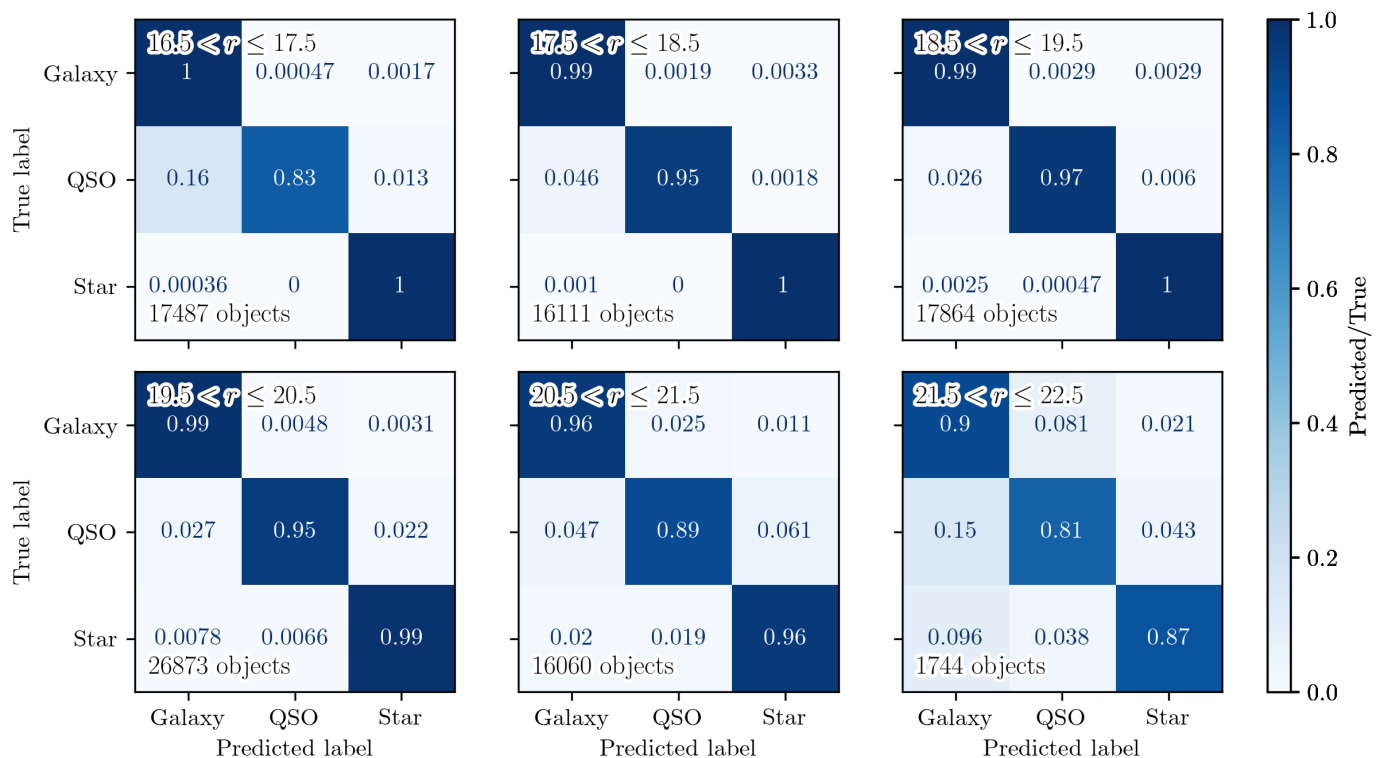 16.5 < r ≤ 17.5
Galaxy 1 0.00047 0.0017
QSO 0.16 0.83 0.013
Star 0.00036 0 1
17487 objects
True label
17.5 < r ≤ 18.5
0.99 0.0019 0.0033
0.046 0.95 0.0018
0.001 0 1
16111 objects
18.5 < r ≤ 19.5
0.99 0.0029 0.0029
0.026 0.97 0.006
0.0025 0.00047 1
17864 objects
19.5 < r ≤ 20.5
Galaxy 0.99 0.0048 0.0031
QSO 0.027 0.95 0.022
Star 0.0078 0.0066 0.99
26873 objects
True label
Galaxy QSO Star
Predicted label
20.5 < r ≤ 21.5
0.96 0.025 0.011
0.047 0.89 0.061
0.02 0.019 0.96
16060 objects
Galaxy QSO Star
Predicted label
21.5 < r ≤ 22.5
0.9 0.081 0.021
0.15 0.81 0.043
0.096 0.038 0.87
1744 objects
Galaxy QSO Star
Predicted label
1.0
0.8
0.6
0.4
0.2
0.0
Predicted/True